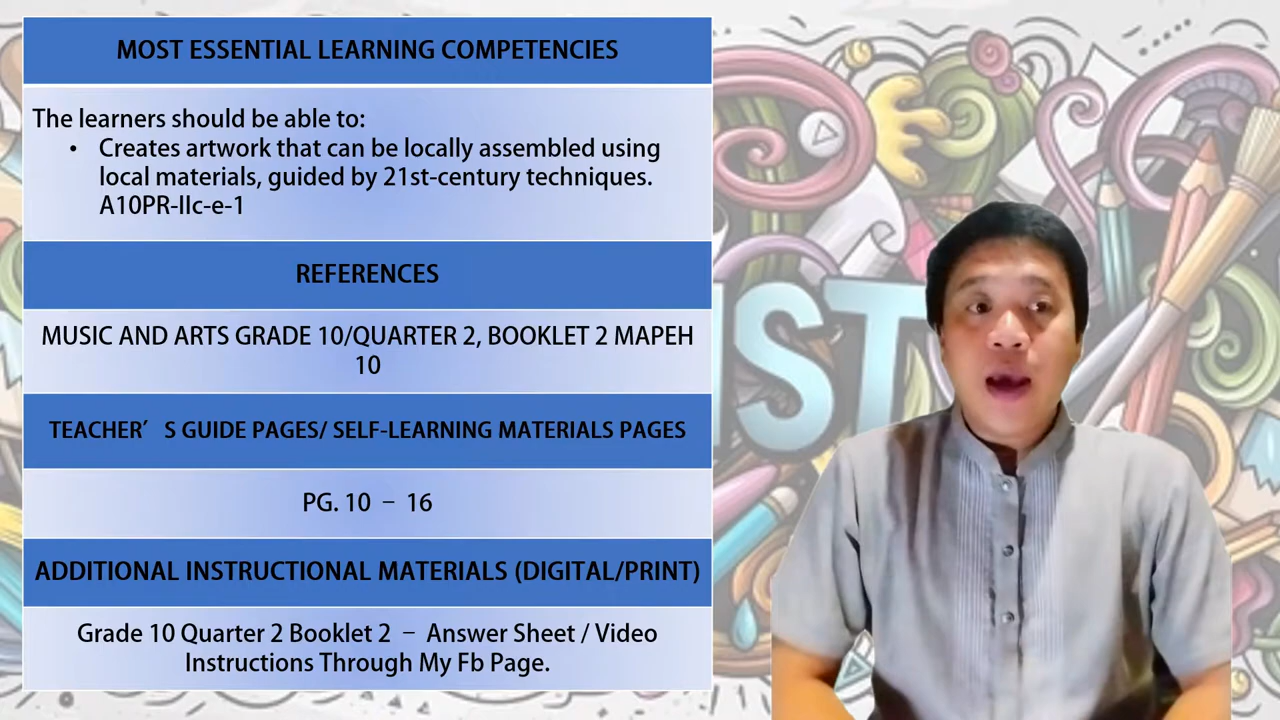 MOST ESSENTIAL LEARNING COMPETENCIES
The learners should be able to:
• Creates artwork that can be locally assembled using
local materials, guided by 21st-century techniques.
A10PR-IIc-e-1
REFERENCES
MUSIC AND ARTS GRADE 10/QUARTER 2, BOOKLET 2 MAPEH
10
TEACHER’S GUIDE PAGES/ SELF-LEARNING MATERIALS PAGES
PG. 10 – 16
ADDITIONAL INSTRUCTIONAL MATERIALS (DIGITAL/PRINT)
Grade 10 Quarter 2 Booklet 2 – Answer Sheet / Video
Instructions Through My Fb Page.